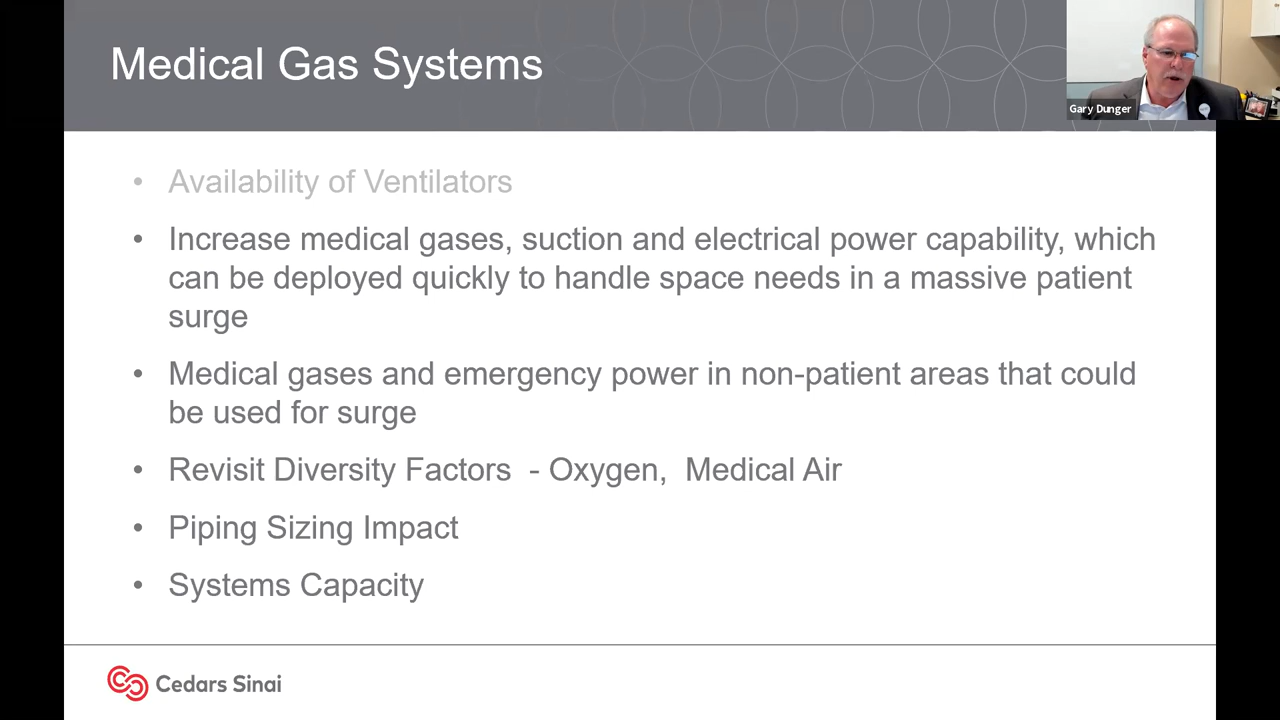 Medical Gas Systems
Gary Dunger
• Availability of Ventilators
• Increase medical gases, suction and electrical power capability, which
can be deployed quickly to handle space needs in a massive patient
surge
• Medical gases and emergency power in non-patient areas that could
be used for surge
• Revisit Diversity Factors - Oxygen, Medical Air
• Piping Sizing Impact
• Systems Capacity
Cedars Sinai